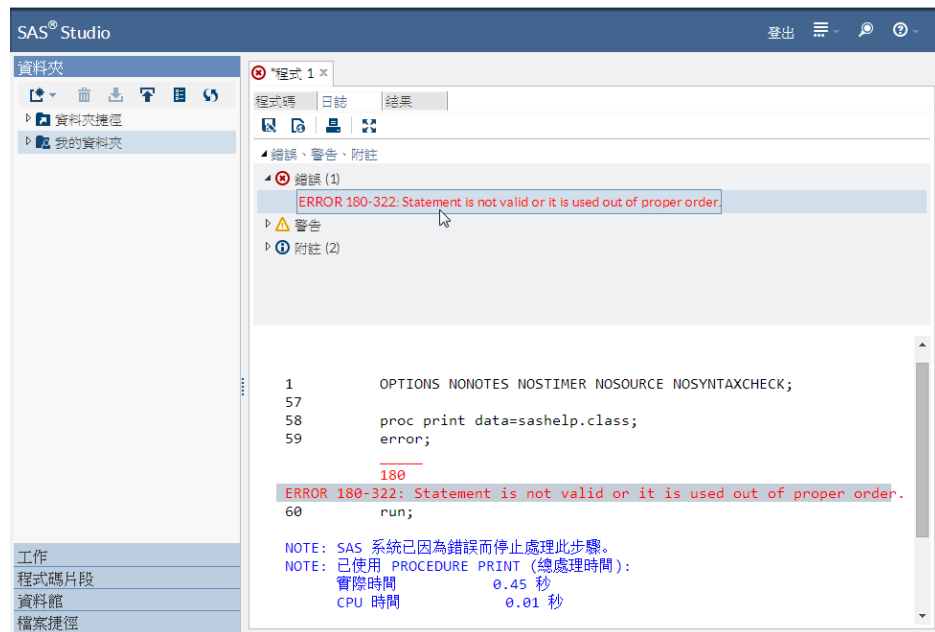 SAS® Studio
登出
資料夾
*程式 1 ×
資料夾捷徑
我的資料夾
程式碼 日誌 結果
錯誤、警告、附註
錯誤 (1)
ERROR 180-322: Statement is not valid or it is used out of proper order.
警告
附註 (2)
1 OPTIONS NONOTES NOSTIMER NOSOURCE NOSYNTAXCHECK;
57
58 proc print data=sashelp.class;
59 error;
_____
180
ERROR 180-322: Statement is not valid or it is used out of proper order.
60 run;
NOTE: SAS 系統已因為錯誤而停止處理此步驟。
NOTE: 已使用 PROCEDURE PRINT (總處理時間):
實際時間 0.45 秒
CPU 時間 0.01 秒
工作
程式碼片段
資料館
檔案捷徑